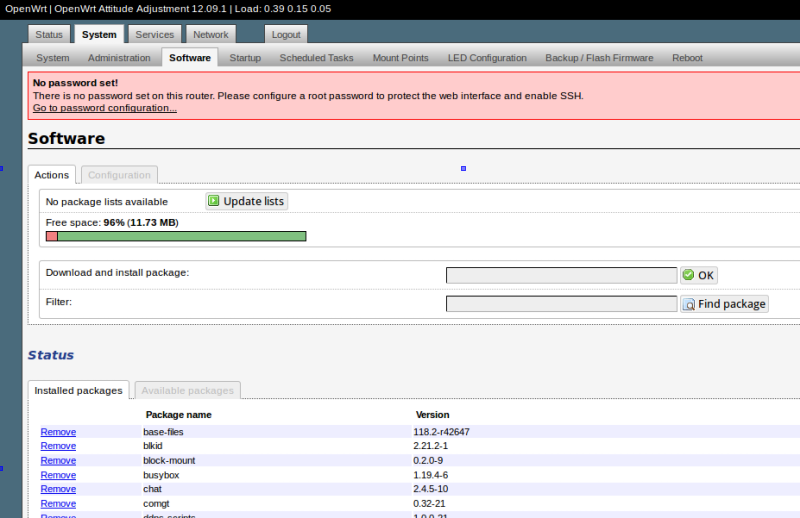 OpenWrt | OpenWrt Attitude Adjustment 12.09.1 | Load: 0.39 0.15 0.05
Status System Services Network Logout
System Administration Software Startup Scheduled Tasks Mount Points LED Configuration Backup / Flash Firmware Reboot
No password set!
There is no password set on this router. Please configure a root password to protect the web interface and enable SSH.
Go to password configuration...
Software
Actions Configuration
No package lists available Update lists
Free space: 96% (11.73 MB)
Download and install package: OK
Filter: Find package
Status
Installed packages Available packages
Package name Version
Remove base-files 118.2-r42647
Remove blkid 2.21.2-1
Remove block-mount 0.2.0-9
Remove busybox 1.19.4-6
Remove chat 2.4.5-10
Remove comgt 0.32-21
Remove ddns-scripts 1.0.0-21